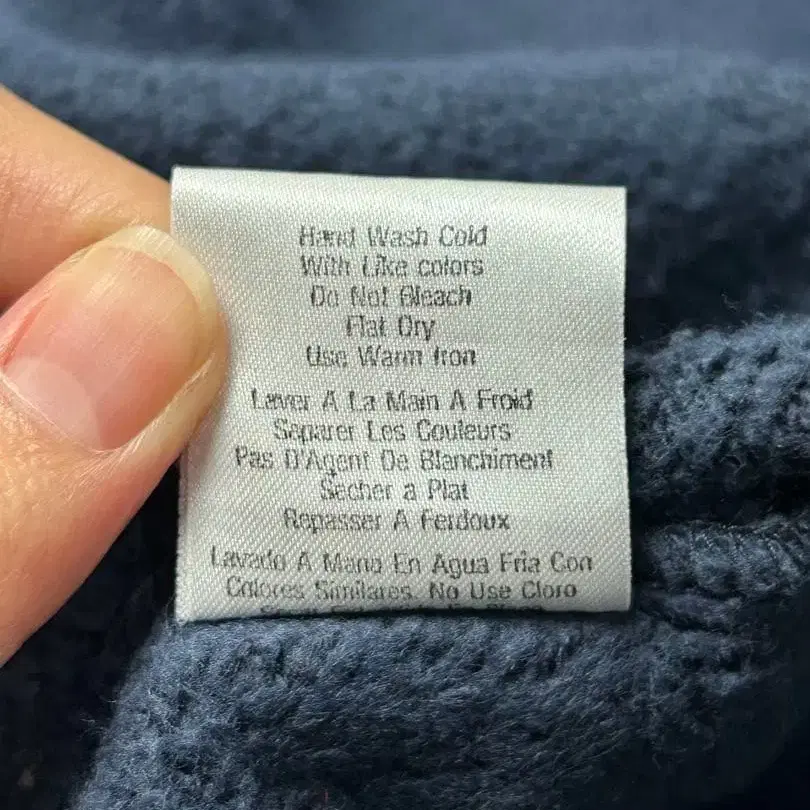 Hand Wash Cold
With Like colors
Do Not Bleach
Flat Dry
Use Warm Iron
Laver A La Main A Froid
Separer Les Couleurs
Pas D'Agent De Blanchiment
Secher a Plat
Repasser A Ferdoux
Lavado A Mano En Agua Fria Con
Colores Similares. No Use Cloro